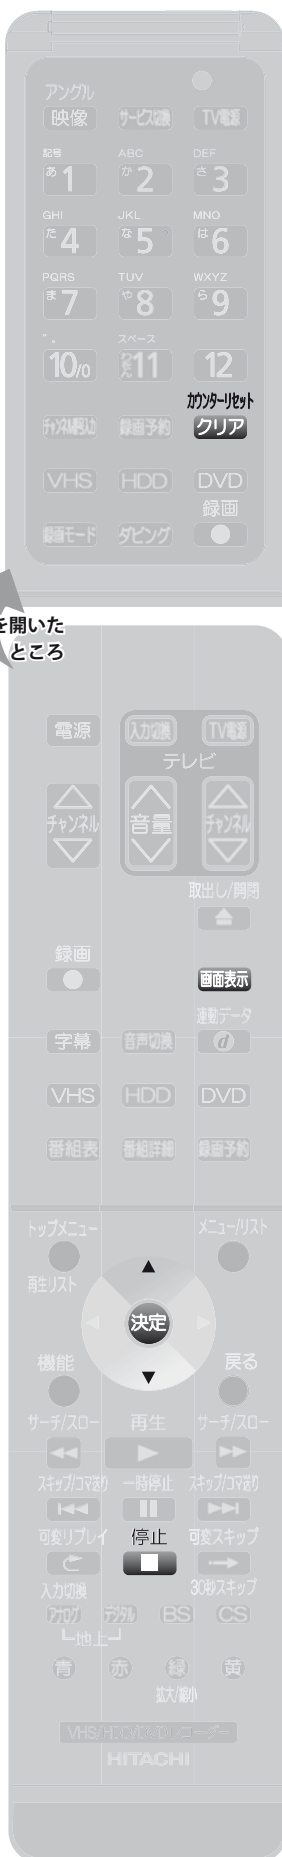 アングル
映像 サービス切換 TV電源
記号 ABC DEF
あ1 か2 さ3
GHI JKL MNO
た4 な5 は6
PQRS TUV WXYZ
ま7 や8 ら9
スペース
10/0 11 12
カウンターリセット
チャンネル番号入力 録画予約 クリア
VHS HDD DVD
録画
録画モード ダビング
を開いた
ところ
電源 入力切換 TV電源
テレビ
チャンネル 音量 チャンネル
取出し/開閉
録画
画面表示
連動データ
字幕 音声切換 d
VHS HDD DVD
番組表 番組詳細 録画予約
トップメニュー メニュー/リスト
再生リスト
決定
機能 戻る
サーチ/スロー 再生 サーチ/スロー
スキップ/コマ送り 一時停止 スキップ/コマ送り
可変リプレイ 停止 可変スキップ
入力切換 30秒スキップ
アナログ デジタル BS CS
地上
青 赤 緑 黄
拡大/縮小
VHS/HDD/DVDレコーダー
HITACHI